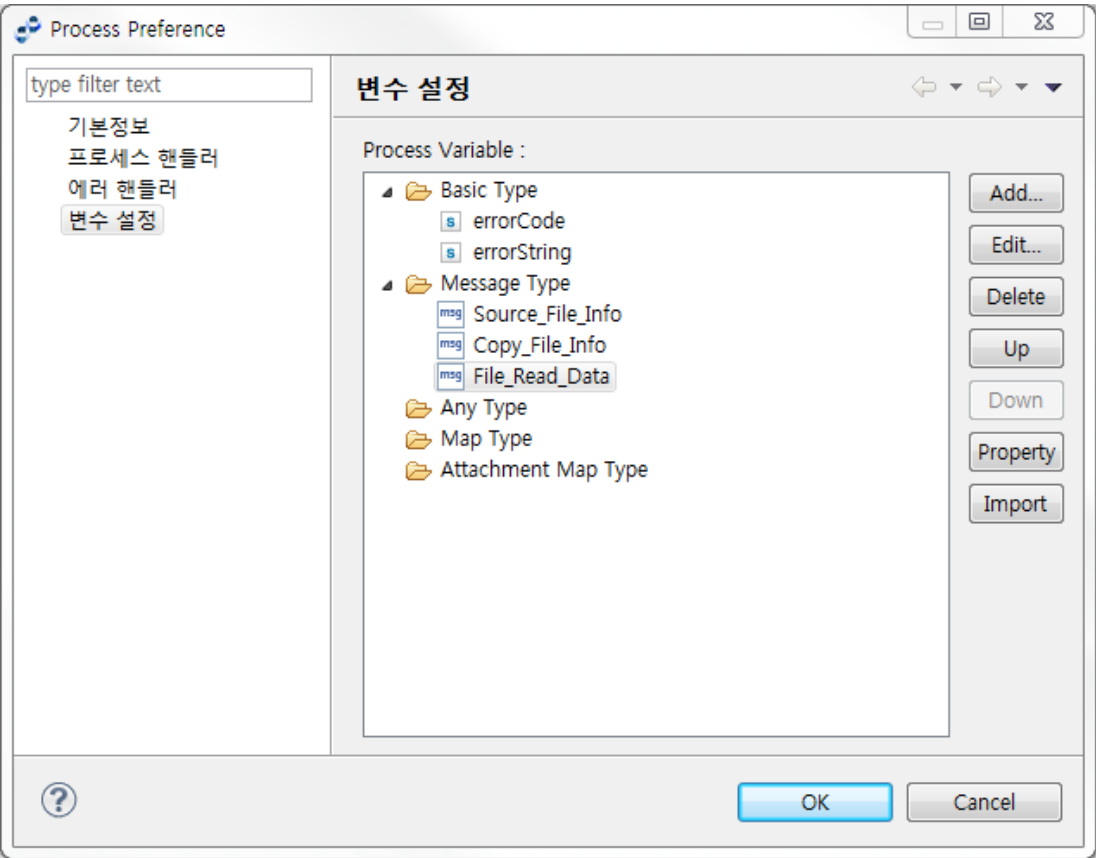 Process Preference
type filter text
기본정보
프로세스 핸들러
에러 핸들러
변수 설정
변수 설정
Process Variable :
Basic Type
s errorCode
s errorString
Message Type
msg Source_File_Info
msg Copy_File_Info
msg File_Read_Data
Any Type
Map Type
Attachment Map Type
Add...
Edit...
Delete
Up
Down
Property
Import
?
OK
Cancel